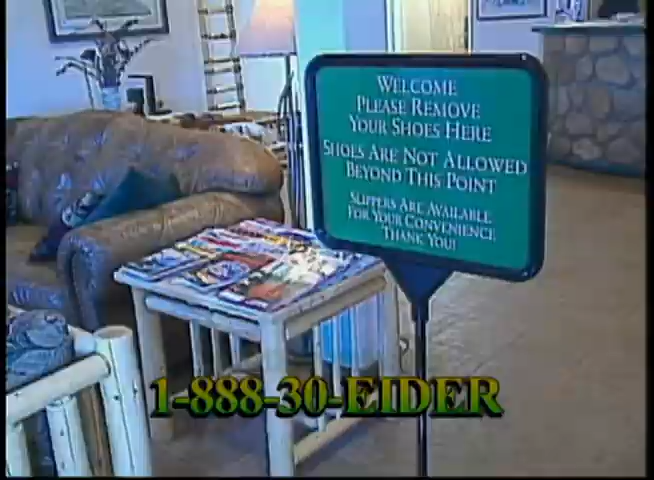 WELCOME
PLEASE REMOVE
YOUR SHOES HERE
SHOES ARE NOT ALLOWED
BEYOND THIS POINT
SLIPPERS ARE AVAILABLE
FOR YOUR CONVENIENCE
THANK YOU!
1-888-30-EIDER